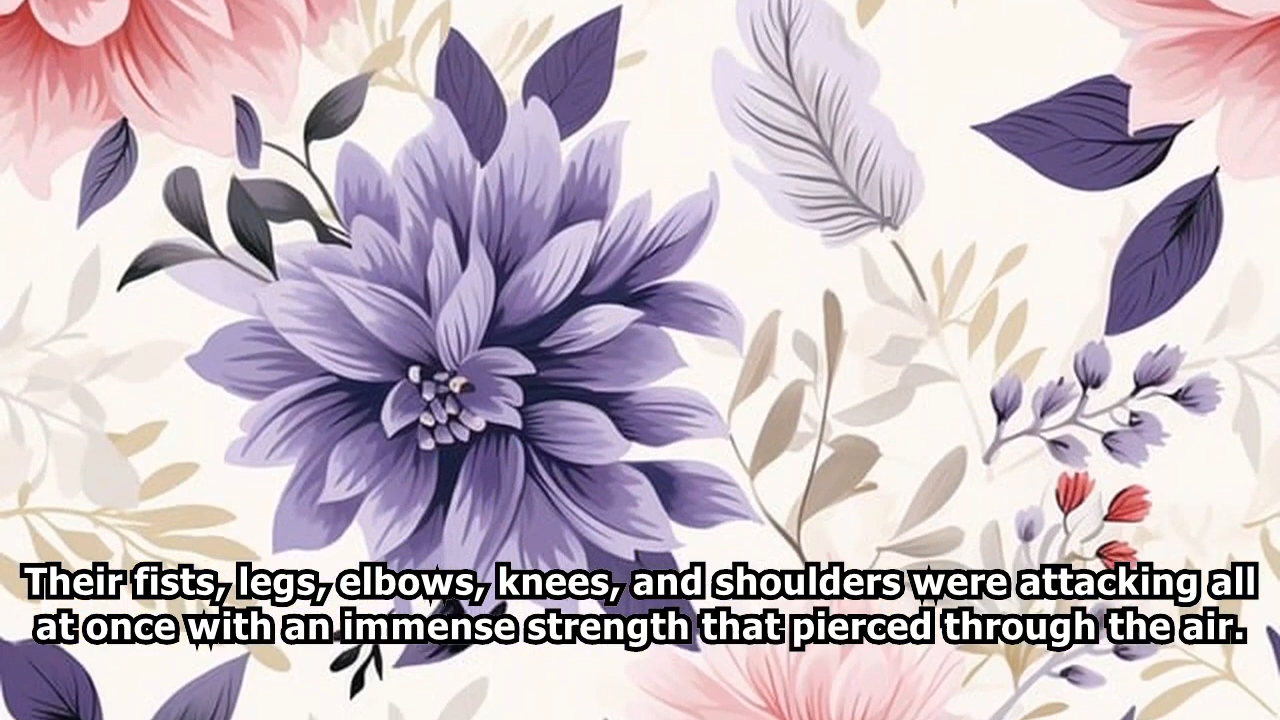 Their fists, legs, elbows, knees, and shoulders were attacking all
at once with an immense strength that pierced through the air.